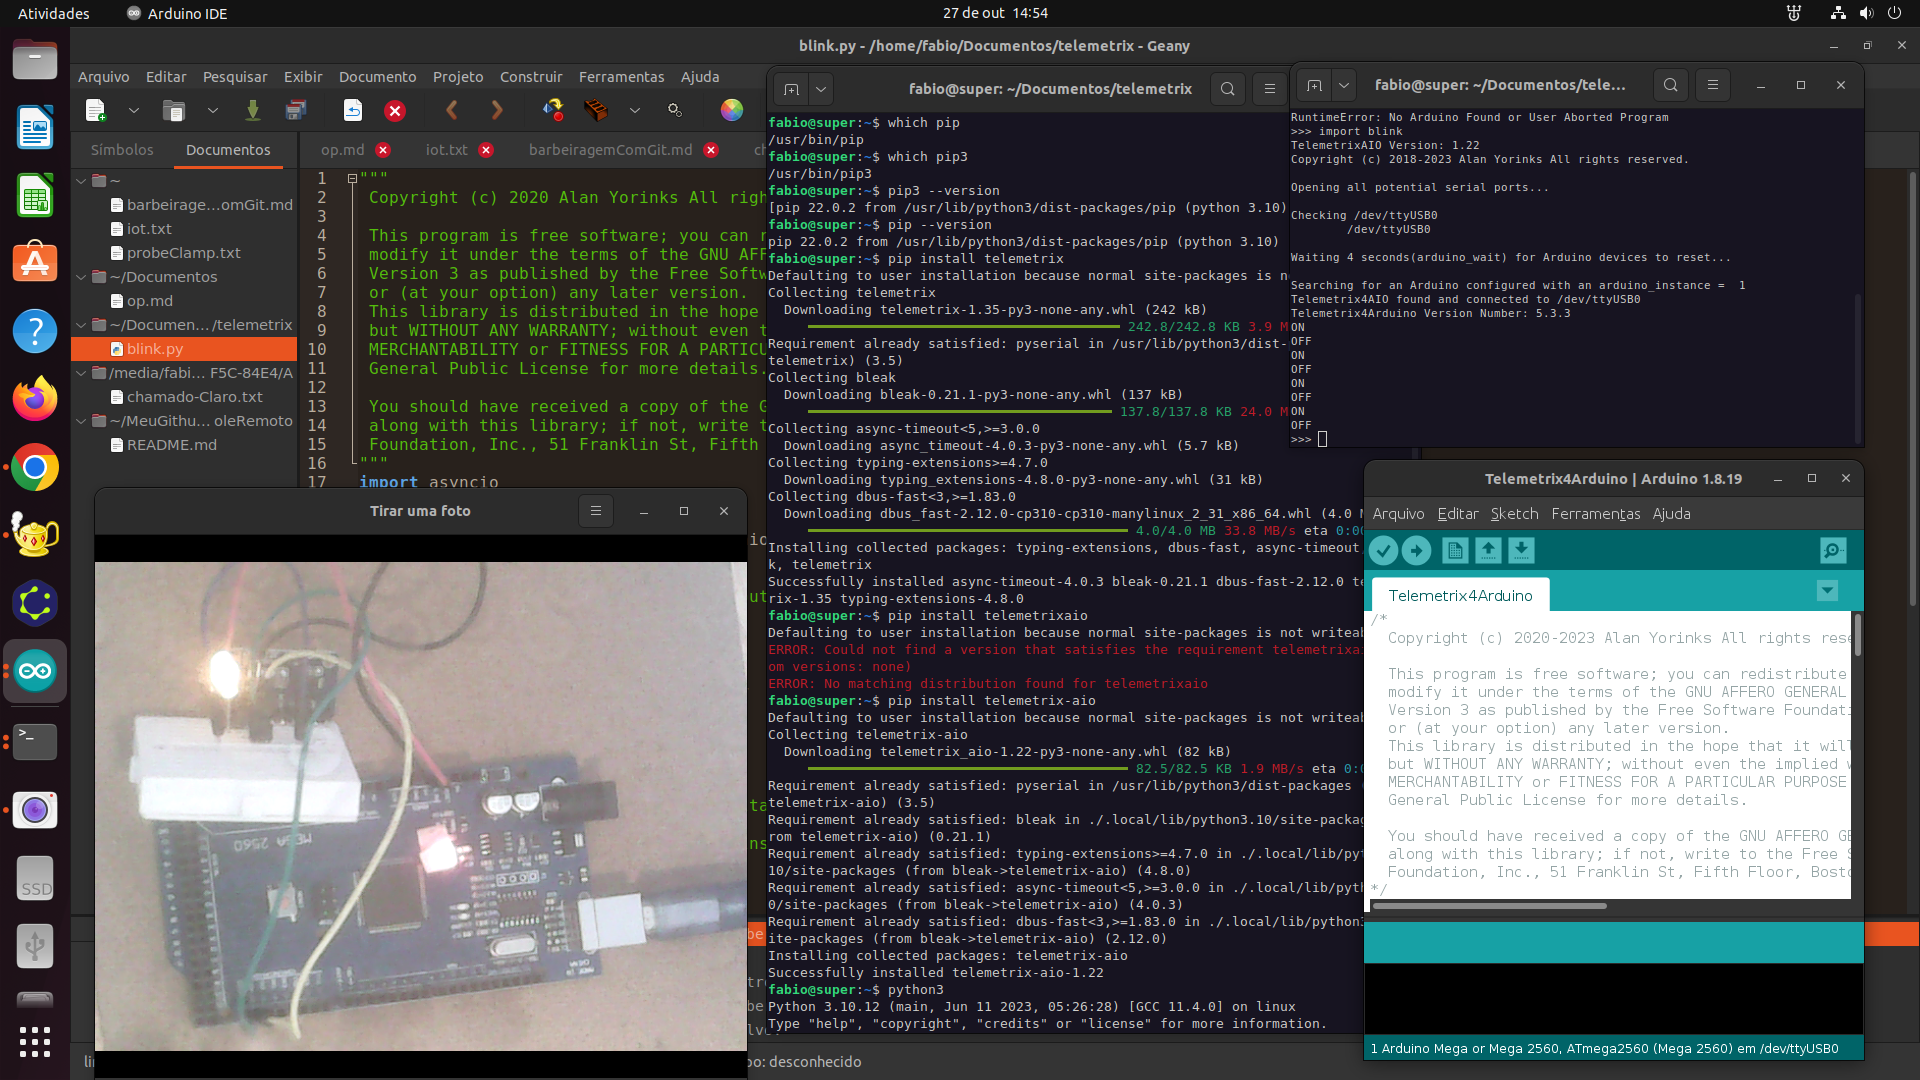 Atividades
Arduino IDE
27 de out 14:54
blink.py - /home/fabio/Documentos/telemetrix - Geany
Arquivo Editar Pesquisar Exibir Documento Projeto Construir Ferramentas Ajuda
Símbolos Documentos
op.md iot.txt barbeiragemComGit.md
~
barbeirage...omGit.md
iot.txt
probeClamp.txt
~/Documentos
op.md
~/Documen... /telemetrix
blink.py
/media/fabi... F5C-84E4/A
chamado-Claro.txt
~/MeuGithu... oleRemoto
README.md
1 """
2 Copyright (c) 2020 Alan Yorinks All
3
4 This program is free software; you can
5 modify it under the terms of the GNU
6 Version 3 as published by the Free
7 or (at your option) any later version.
8 This library is distributed in the hope
9 but WITHOUT ANY WARRANTY; without even
10 MERCHANTABILITY or FITNESS FOR A
11 General Public License for more details.
12
13 You should have received a copy of the
14 along with this library; if not, write
15 Foundation, Inc., 51 Franklin St, Fifth
16 """
17 import asyncio
Tirar uma foto
MEGA 2560
po: desconhecido
fabio@super: ~/Documentos/telemetrix
fabio@super:~$ which pip
/usr/bin/pip
fabio@super:~$ which pip3
/usr/bin/pip3
fabio@super:~$ pip3 --version
[pip 22.0.2 from /usr/lib/python3/dist-packages/pip (python 3.10)
fabio@super:~$ pip --version
pip 22.0.2 from /usr/lib/python3/dist-packages/pip (python 3.10)
fabio@super:~$ pip install telemetrix
Defaulting to user installation because normal site-packages is n
Collecting telemetrix
Downloading telemetrix-1.35-py3-none-any.whl (242 kB)
242.8/242.8 KB 3.9 M
Requirement already satisfied: pyserial in /usr/lib/python3/dist-
telemetrix) (3.5)
Collecting bleak
Downloading bleak-0.21.1-py3-none-any.whl (137 kB)
137.8/137.8 KB 24.0 M
Collecting async-timeout<5,>=3.0.0
Downloading async_timeout-4.0.3-py3-none-any.whl (5.7 kB)
Collecting typing-extensions>=4.7.0
Downloading typing_extensions-4.8.0-py3-none-any.whl (31 kB)
Collecting dbus-fast<3,>=1.83.0
Downloading dbus_fast-2.12.0-cp310-cp310-manylinux_2_31_x86_64.whl (4.0 M
4.0/4.0 MB 33.8 MB/s eta 0:00
Installing collected packages: typing-extensions, dbus-fast, async-timeout,
k, telemetrix
Successfully installed async-timeout-4.0.3 bleak-0.21.1 dbus-fast-2.12.0 te
rix-1.35 typing-extensions-4.8.0
fabio@super:~$ pip install telemetrixaio
Defaulting to user installation because normal site-packages is not writeab
ERROR: Could not find a version that satisfies the requirement telemetrixai
om versions: none)
ERROR: No matching distribution found for telemetrixaio
fabio@super:~$ pip install telemetrix-aio
Defaulting to user installation because normal site-packages is not writeab
Collecting telemetrix-aio
Downloading telemetrix_aio-1.22-py3-none-any.whl (82 kB)
82.5/82.5 KB 1.9 MB/s eta 0:0
Requirement already satisfied: pyserial in /usr/lib/python3/dist-packages (
telemetrix-aio) (3.5)
Requirement already satisfied: bleak in ./.local/lib/python3.10/site-packag
rom telemetrix-aio) (0.21.1)
Requirement already satisfied: typing-extensions>=4.7.0 in ./.local/lib/pyt
10/site-packages (from bleak->telemetrix-aio) (4.8.0)
Requirement already satisfied: async-timeout<5,>=3.0.0 in ./.local/lib/pyth
0/site-packages (from bleak->telemetrix-aio) (4.0.3)
Requirement already satisfied: dbus-fast<3,>=1.83.0 in ./.local/lib/python3
ite-packages (from bleak->telemetrix-aio) (2.12.0)
Installing collected packages: telemetrix-aio
Successfully installed telemetrix-aio-1.22
fabio@super:~$ python3
Python 3.10.12 (main, Jun 11 2023, 05:26:28) [GCC 11.4.0] on linux
Type "help", "copyright", "credits" or "license" for more information.
fabio@super: ~/Documentos/tele...
RuntimeError: No Arduino Found or User Aborted Program
>>> import blink
TelemetrixAIO Version: 1.22
Copyright (c) 2018-2023 Alan Yorinks All rights reserved.
Opening all potential serial ports...
Checking /dev/ttyUSB0
/dev/ttyUSB0
Waiting 4 seconds(arduino_wait) for Arduino devices to reset...
Searching for an Arduino configured with an arduino_instance = 1
Telemetrix4AIO found and connected to /dev/ttyUSB0
Telemetrix4Arduino Version Number: 5.3.3
ON
OFF
ON
OFF
ON
OFF
ON
OFF
>>>
Telemetrix4Arduino | Arduino 1.8.19
Arquivo Editar Sketch Ferramentas Ajuda
Telemetrix4Arduino
/*
Copyright (c) 2020-2023 Alan Yorinks All rights rese
This program is free software; you can redistribute
modify it under the terms of the GNU AFFERO GENERAL
Version 3 as published by the Free Software Foundati
or (at your option) any later version.
This library is distributed in the hope that it will
but WITHOUT ANY WARRANTY; without even the implied w
MERCHANTABILITY or FITNESS FOR A PARTICULAR PURPOSE
General Public License for more details.
You should have received a copy of the GNU AFFERO GE
along with this library; if not, write to the Free S
Foundation, Inc., 51 Franklin St, Fifth Floor, Bosto
*/
1 Arduino Mega or Mega 2560, ATmega2560 (Mega 2560) em /dev/ttyUSB0
SSD